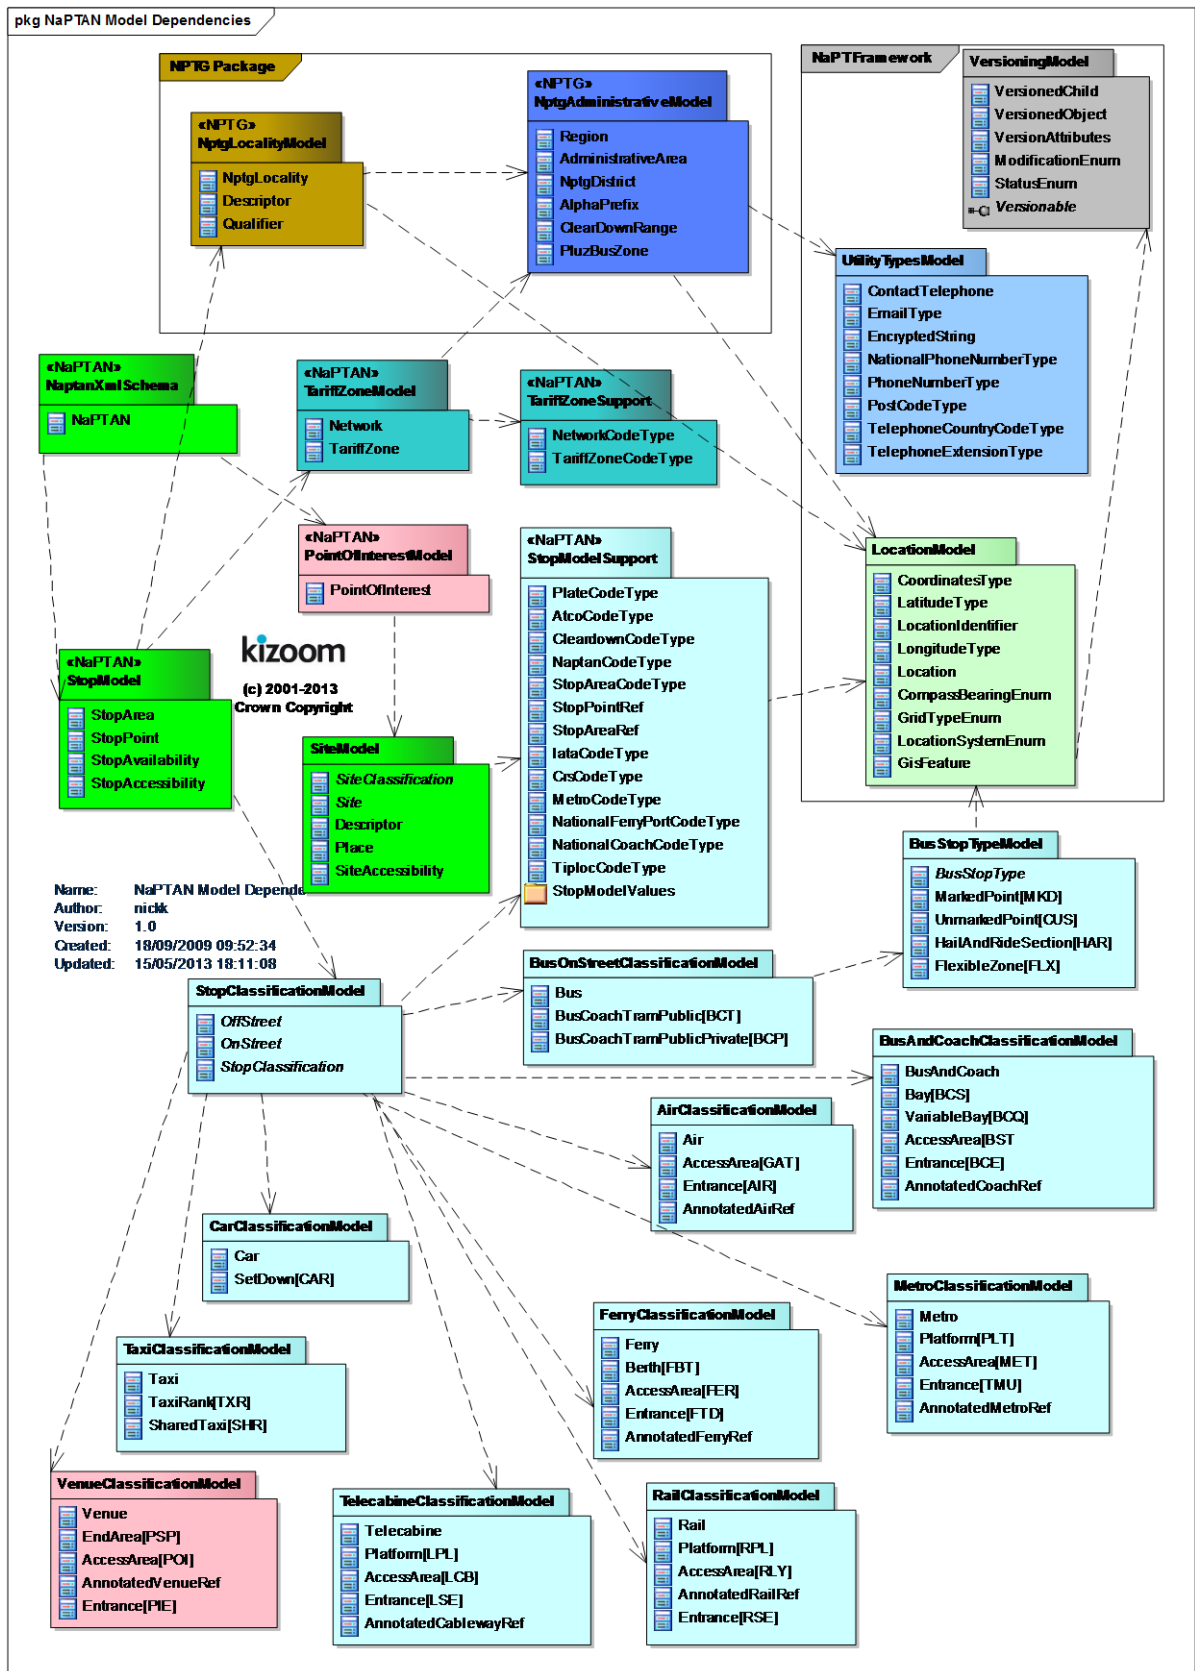 pkg NaPTAN Model Dependencies
NPTG Package
«NPTG»
NptgLocalityModel
NptgLocality
Descriptor
Qualifier
«NPTG»
NptgAdministrativeModel
Region
AdministrativeArea
NptgDistrict
AlphaPrefix
ClearDownRange
PluzBusZone
NaPTFramework
VersioningModel
VersionedChild
VersionedObject
VersionAttributes
ModificationEnum
StatusEnum
Versionable
UtilityTypesModel
ContactTelephone
EmailType
EncryptedString
NationalPhoneNumberType
PhoneNumberType
PostCodeType
TelephoneCountryCodeType
TelephoneExtensionType
«NaPTAN»
NaptanXmlSchema
NaPTAN
«NaPTAN»
TariffZoneModel
Network
TariffZone
«NaPTAN»
TariffZoneSupport
NetworkCodeType
TariffZoneCodeType
«NaPTAN»
PointOfInterestModel
PointOfInterest
«NaPTAN»
StopModelSupport
PlateCodeType
AtcoCodeType
CleardownCodeType
NaptanCodeType
StopAreaCodeType
StopPointRef
StopAreaRef
IataCodeType
CrsCodeType
MetroCodeType
NationalFerryPortCodeType
NationalCoachCodeType
TiplocCodeType
StopModelValues
LocationModel
CoordinatesType
LatitudeType
LocationIdentifier
LongitudeType
Location
CompassBearingEnum
GridTypeEnum
LocationSystemEnum
GisFeature
«NaPTAN»
StopModel
StopArea
StopPoint
StopAvailability
StopAccessibility
kizoom
(c) 2001-2013
Crown Copyright
SiteModel
SiteClassification
Site
Descriptor
Place
SiteAccessibility
Name: NaPTAN Model Depende
Author: nickk
Version: 1.0
Created: 18/09/2009 09:52:34
Updated: 15/05/2013 18:11:08
BusStopTypeModel
BusStopType
MarkedPoint[MKD]
UnmarkedPoint[CUS]
HailAndRideSection[HAR]
FlexibleZone[FLX]
StopClassificationModel
OffStreet
OnStreet
StopClassification
BusOnStreetClassificationModel
Bus
BusCoachTramPublic[BCT]
BusCoachTramPublicPrivate[BCP]
BusAndCoachClassificationModel
BusAndCoach
Bay[BCS]
VariableBay[BCQ]
AccessArea[BST
Entrance[BCE]
AnnotatedCoachRef
AirClassificationModel
Air
AccessArea[GAT]
Entrance[AIR]
AnnotatedAirRef
CarClassificationModel
Car
SetDown[CAR]
MetroClassificationModel
Metro
Platform[PLT]
AccessArea[MET]
Entrance[TMU]
AnnotatedMetroRef
FerryClassificationModel
Ferry
Berth[FBT]
AccessArea[FER]
Entrance[FTD]
AnnotatedFerryRef
TaxiClassificationModel
Taxi
TaxiRank[TXR]
SharedTaxi[SHR]
VenueClassificationModel
Venue
EndArea[PSP]
AccessArea[POI]
AnnotatedVenueRef
Entrance[PIE]
TelecabineClassificationModel
Telecabine
Platform[LPL]
AccessArea[LCB]
Entrance[LSE]
AnnotatedCablewayRef
RailClassificationModel
Rail
Platform[RPL]
AccessArea[RLY]
AnnotatedRailRef
Entrance[RSE]